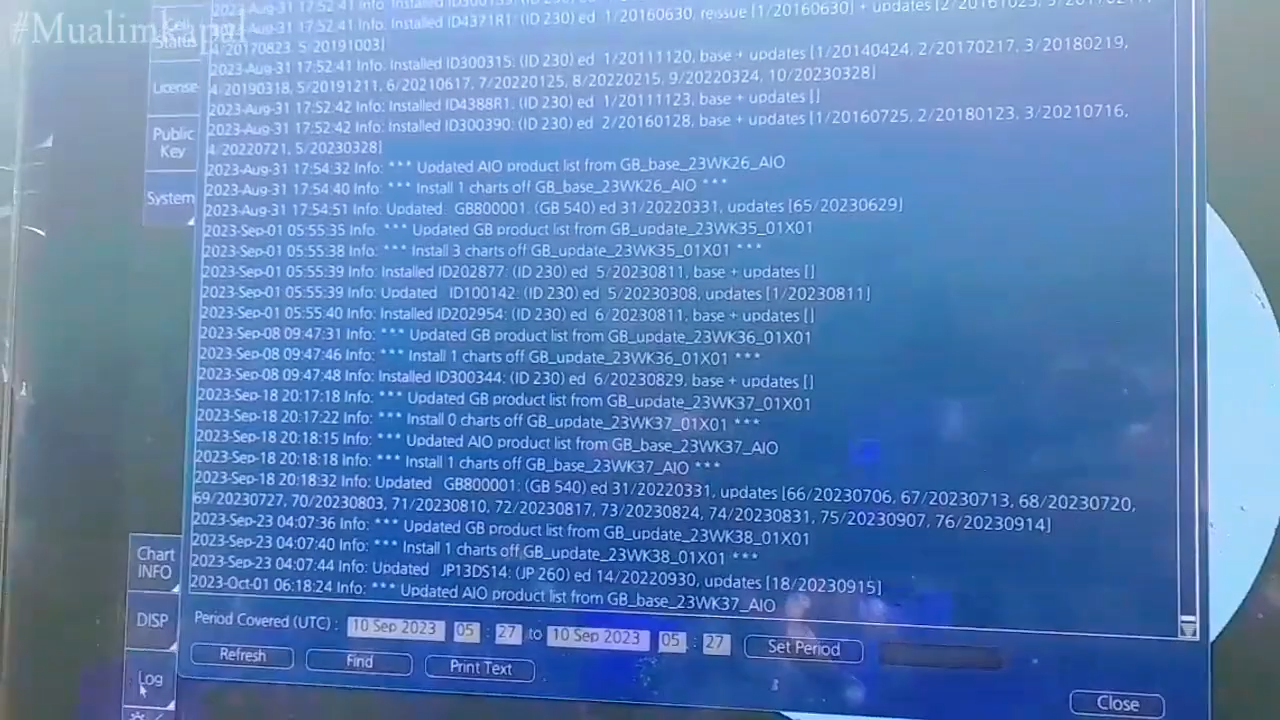 #Mualimkapal
Cell
Status
License
Public
Key
System
2023-Aug-31 17:52:41 Info: Installed ID4371R1: (ID 230) ed 1/20160630, reissue [1/20160630] + updates
4/20170823, 5/20191003]
2023-Aug-31 17:52:41 Info: Installed ID300315: (ID 230) ed 1/20111120, base + updates [1/20140424, 2/20170217, 3/20180219,
4/20190318, 5/20191211, 6/20210617, 7/20220125, 8/20220215, 9/20220324, 10/20230328]
2023-Aug-31 17:52:42 Info: Installed ID4388R1: (ID 230) ed 1/20111123, base + updates []
2023-Aug-31 17:52:42 Info: Installed ID300390: (ID 230) ed 2/20160128, base + updates [1/20160725, 2/20180123, 3/20210716,
4/20220721, 5/20230328]
2023-Aug-31 17:54:32 Info: *** Updated AIO product list from GB_base_23WK26_AIO
2023-Aug-31 17:54:40 Info: *** Install 1 charts off GB_base_23WK26_AIO ***
2023-Aug-31 17:54:51 Info: Updated GB800001: (GB 540) ed 31/20220331, updates [65/20230629]
2023-Sep-01 05:55:35 Info: *** Updated GB product list from GB_update_23WK35_01X01
2023-Sep-01 05:55:38 Info: *** Install 3 charts off GB_update_23WK35_01X01 ***
2023-Sep-01 05:55:39 Info: Installed ID202877: (ID 230) ed 5/20230811, base + updates []
2023-Sep-01 05:55:39 Info: Updated ID100142: (ID 230) ed 5/20230308, updates [1/20230811]
2023-Sep-01 05:55:40 Info: Installed ID202954: (ID 230) ed 6/20230811, base + updates []
2023-Sep-08 09:47:31 Info: *** Updated GB product list from GB_update_23WK36_01X01
2023-Sep-08 09:47:46 Info: *** Install 1 charts off GB_update_23WK36_01X01 ***
2023-Sep-08 09:47:48 Info: Installed ID300344: (ID 230) ed 6/20230829, base + updates []
2023-Sep-18 20:17:18 Info: *** Updated GB product list from GB_update_23WK37_01X01
2023-Sep-18 20:17:22 Info: *** Install 0 charts off GB_update_23WK37_01X01 ***
2023-Sep-18 20:18:15 Info: *** Updated AIO product list from GB_base_23WK37_AIO
2023-Sep-18 20:18:18 Info: *** Install 1 charts off GB_base_23WK37_AIO ***
2023-Sep-18 20:18:32 Info: Updated GB800001: (GB 540) ed 31/20220331, updates [66/20230706, 67/20230713, 68/20230720,
69/20230727, 70/20230803, 71/20230810, 72/20230817, 73/20230824, 74/20230831, 75/20230907, 76/20230914]
2023-Sep-23 04:07:36 Info: *** Updated GB product list from GB_update_23WK38_01X01
2023-Sep-23 04:07:40 Info: *** Install 1 charts off GB_update_23WK38_01X01 ***
2023-Sep-23 04:07:44 Info: Updated JP13DS14: (JP 260) ed 14/20220930, updates [18/20230915]
2023-Oct-01 06:18:24 Info: *** Updated AIO product list from GB_base_23WK37_AIO
Chart
INFO
DISP
Log
Period Covered (UTC) : 10 Sep 2023 05 : 27 to 10 Sep 2023 05 : 27 Set Period
Refresh Find Print Text
Close